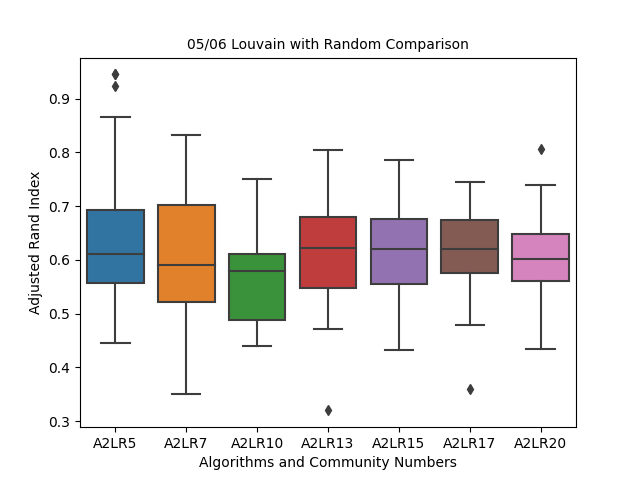 05/06 Louvain with Random Comparison
Adjusted Rand Index
0.9
0.8
0.7
0.6
0.5
0.4
0.3
A2LR5 A2LR7 A2LR10 A2LR13 A2LR15 A2LR17 A2LR20
Algorithms and Community Numbers